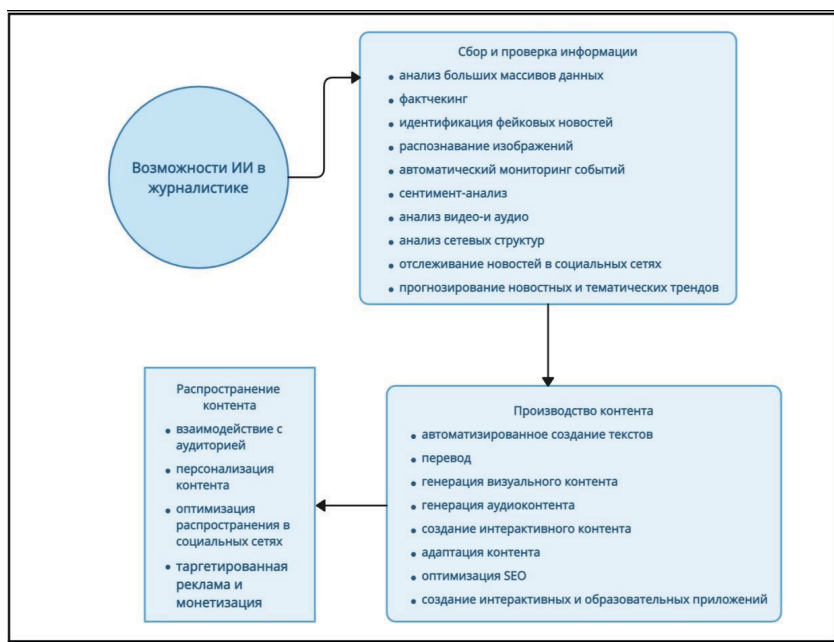 Возможности ИИ в
журналистике
Сбор и проверка информации
• анализ больших массивов данных
• фактчекинг
• идентификация фейковых новостей
• распознавание изображений
• автоматический мониторинг событий
• сентимент-анализ
• анализ видео-и аудио
• анализ сетевых структур
• отслеживание новостей в социальных сетях
• прогнозирование новостных и тематических трендов
Производство контента
• автоматизированное создание текстов
• перевод
• генерация визуального контента
• генерация аудиоконтента
• создание интерактивного контента
• адаптация контента
• оптимизация SEO
• создание интерактивных и образовательных приложений
Распространение
контента
• взаимодействие с
аудиторией
• персонализация
контента
• оптимизация
распространения в
социальных сетях
• таргетированная
реклама и
монетизация